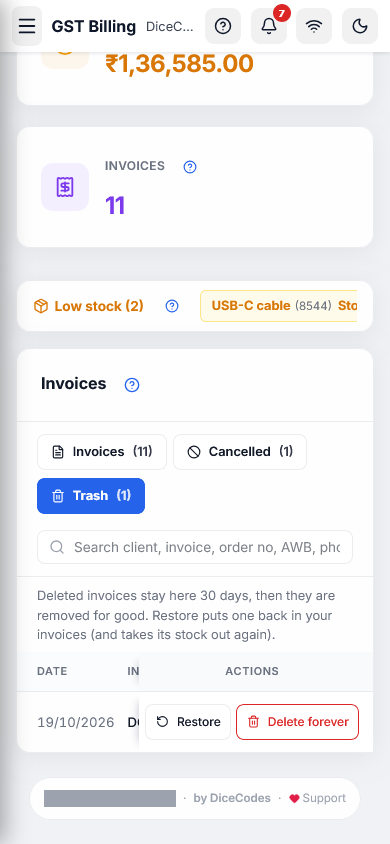 GST Billing DiceC... 7
₹1,36,585.00
INVOICES
11
Low stock (2) USB-C cable (8544) Sto
Invoices
Invoices (11) Cancelled (1)
Trash (1)
Search client, invoice, order no, AWB, pho
Deleted invoices stay here 30 days, then they are
removed for good. Restore puts one back in your
invoices (and takes its stock out again).
DATE IN ACTIONS
19/10/2026 Restore Delete forever
· by DiceCodes · Support